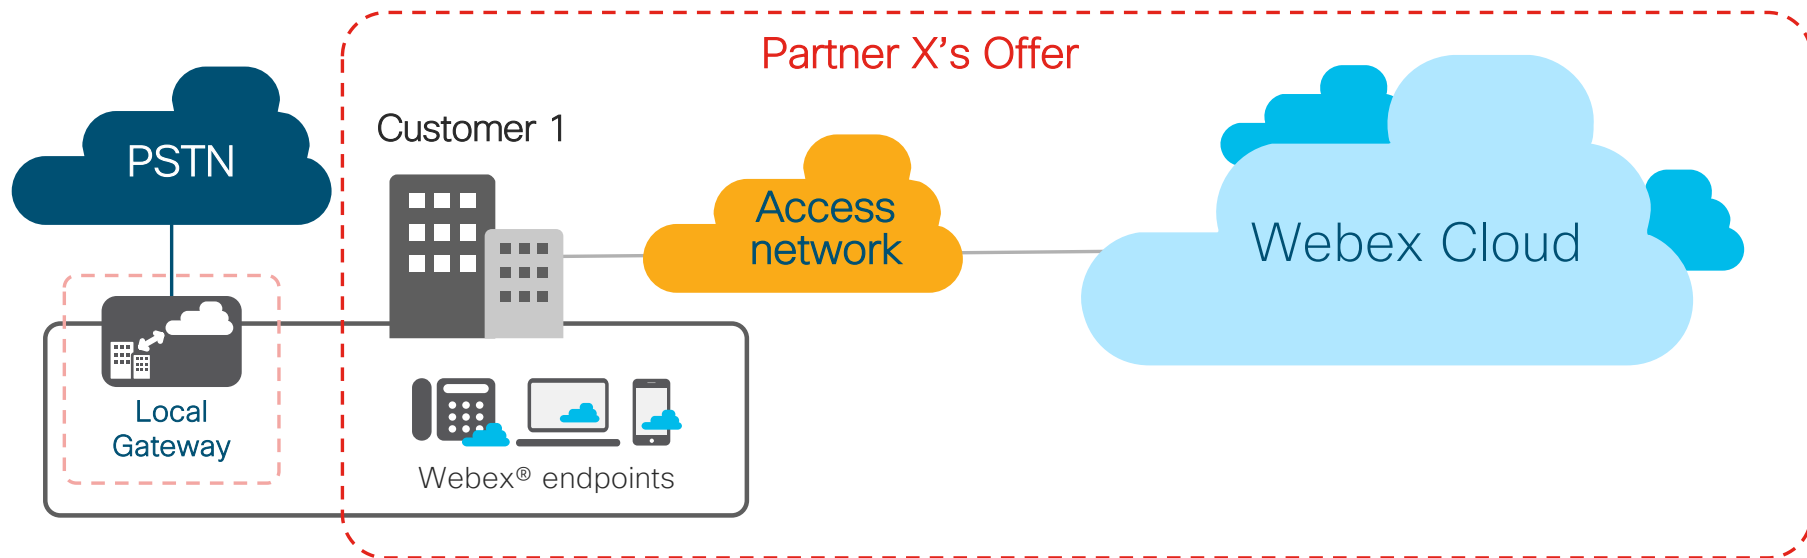 Partner X’s Offer
Customer 1
PSTN
Access
network
Webex Cloud
Local
Gateway
Webex® endpoints